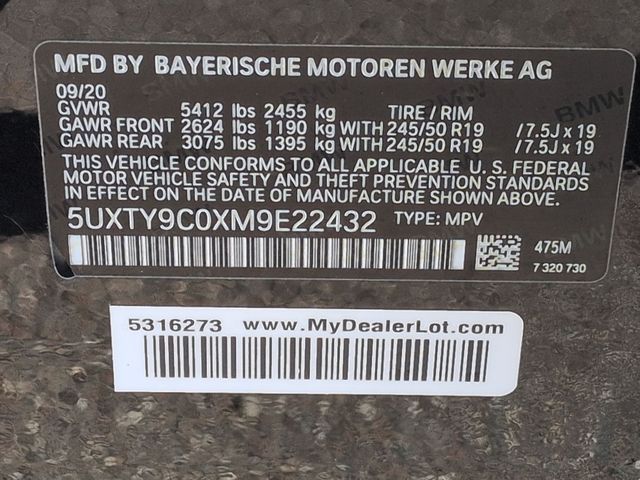 MFD BY BAYERISCHE MOTOREN WERKE AG
09/20
GVWR 5412 lbs 2455 kg TIRE / RIM
GAWR FRONT 2624 lbs 1190 kg WITH 245/50 R19 /7.5J x 19
GAWR REAR 3075 lbs 1395 kg WITH 245/50 R19 /7.5J x 19
THIS VEHICLE CONFORMS TO ALL APPLICABLE U. S. FEDERAL
MOTOR VEHICLE SAFETY AND THEFT PREVENTION STANDARDS
IN EFFECT ON THE DATE OF MANUFACTURE SHOWN ABOVE.
5UXTY9C0XM9E22432 TYPE: MPV
475M
7 320 730
BMW
5316273 www.MyDealerLot.com